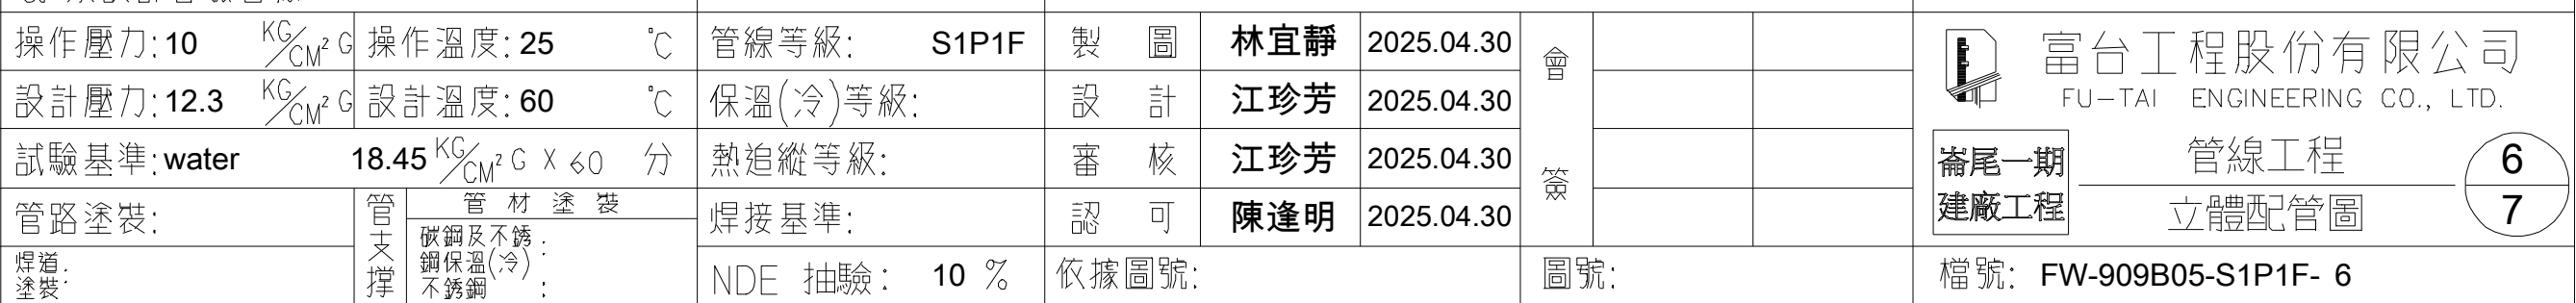 操作壓力: 10 KG/CM² G 操作溫度: 25 °C 管線等級: S1P1F 製 圖 林宜靜 2025.04.30
設計壓力: 12.3 KG/CM² G 設計溫度: 60 °C 保溫(冷)等級: 設 計 江珍芳 2025.04.30
試驗基準: water 18.45 KG/CM² G X 60 分 熱追縱等級: 審 核 江珍芳 2025.04.30
管路塗裝: 焊接基準: 認 可 陳逢明 2025.04.30
焊道
塗裝:
管支撐
管 材 塗 裝
碳鋼及不銹
鋼保溫(冷) :
不銹鋼 :
NDE 抽驗: 10 % 依據圖號: 圖號:
會
簽
富台工程股份有限公司
FU-TAI ENGINEERING CO., LTD.
崙尾一期
建廠工程
管線工程
立體配管圖
6
7
檔號: FW-909B05-S1P1F- 6